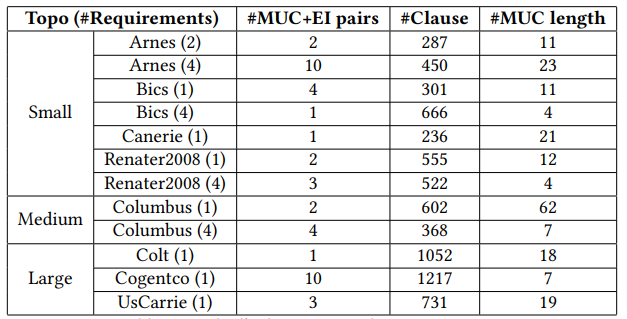 Topo (#Requirements) #MUC+EI pairs #Clause #MUC length
Small
Arnes (2) 2 287 11
Arnes (4) 10 450 23
Bics (1) 4 301 11
Bics (4) 1 666 4
Canerie (1) 1 236 21
Renater2008 (1) 2 555 12
Renater2008 (4) 3 522 4
Medium
Columbus (1) 2 602 62
Columbus (4) 4 368 7
Large
Colt (1) 1 1052 18
Cogentco (1) 10 1217 7
UsCarrie (1) 3 731 19